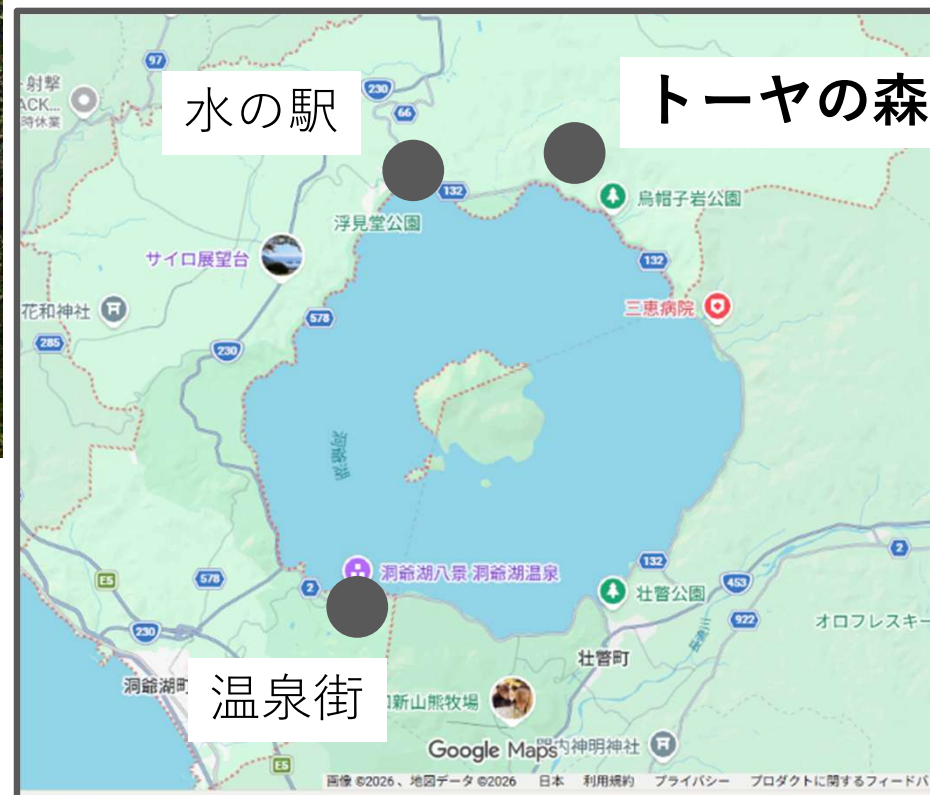 97
射撃
ACK...
時休業
水の駅
230
66
トーヤの森
132
烏帽子岩公園
浮見堂公園
サイロ展望台
132
花和神社
三恵病院
578
285
230
洞爺湖
洞爺湖八景 洞爺湖温泉
132
E5
578
2
壮瞥公園
453
2
922
オロフレスキー
230
壮瞥町
洞爺湖町
温泉街
新山熊牧場
Google Maps
内神明神社
E5
画像 ©2026 、地図データ ©2026 日本 利用規約 プライバシー プロダクトに関するフィードバ